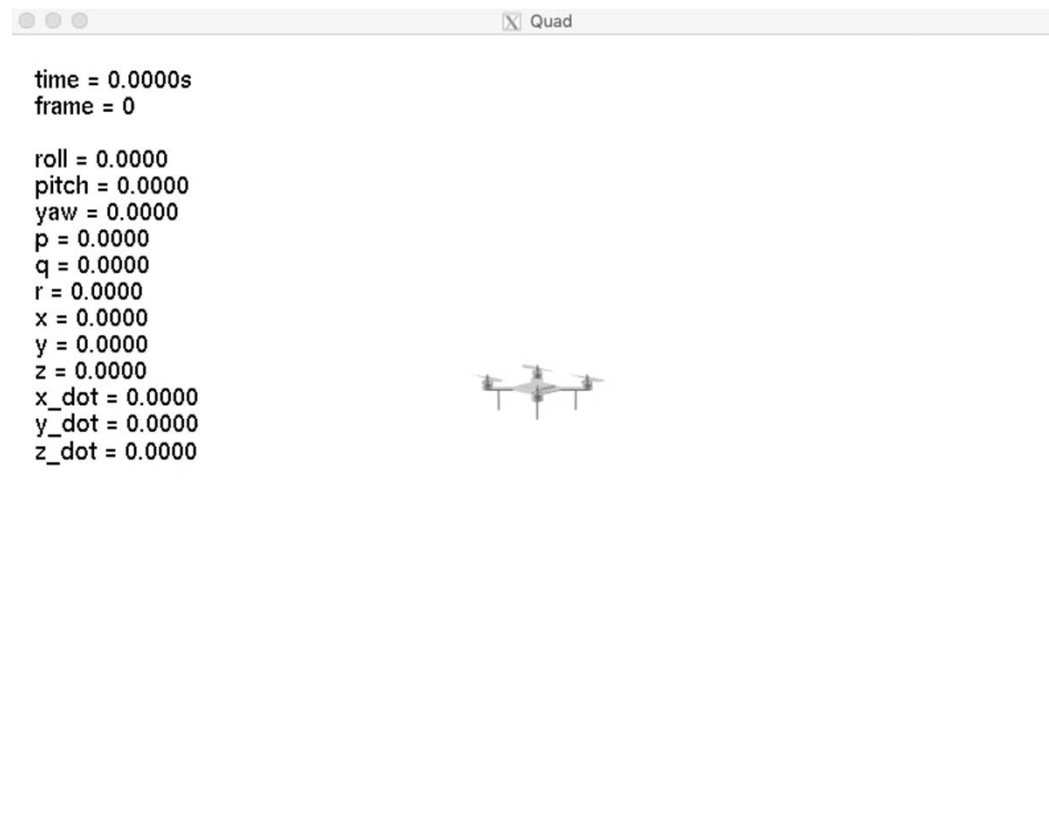 Quad
time = 0.0000s
frame = 0
roll = 0.0000
pitch = 0.0000
yaw = 0.0000
p = 0.0000
q = 0.0000
r = 0.0000
x = 0.0000
y = 0.0000
z = 0.0000
x_dot = 0.0000
y_dot = 0.0000
z_dot = 0.0000